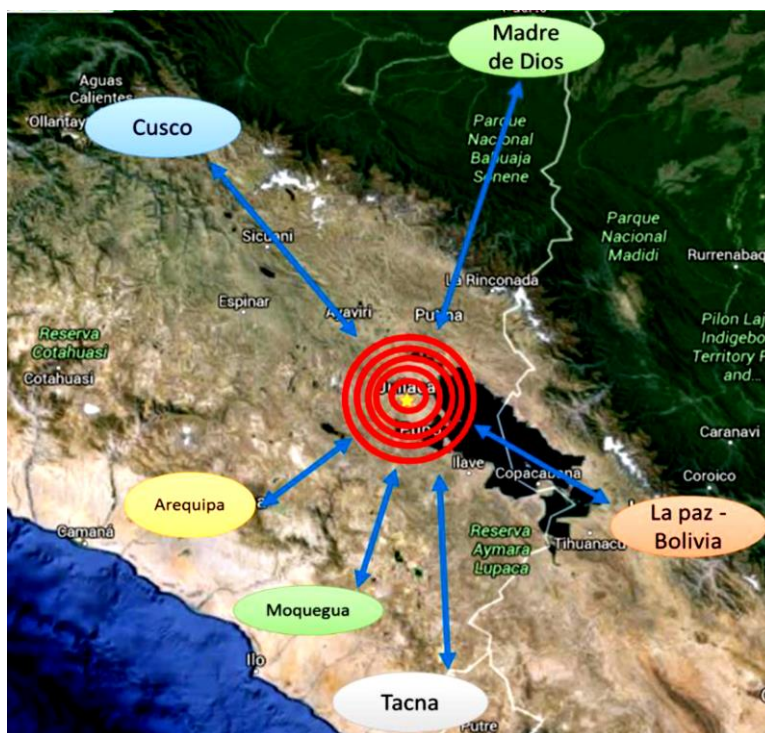 Madre
de Dios
Aguas
Calientes
Cusco
Parque
Nacional
Bahuaja
Sonene
Parque
Nacional
Madidi
Sicuani
Rurrenabaq
La Rinconada
Espinar
Ayaviri
Putina
Reserva
Cotahuasi
Cotahuasi
Pilon Laj
Indigebo
Territory R
and...
Juliaca
Caranavi
Ilave
Copacabana
Coroico
Arequipa
La paz -
Bolivia
Camaná
Reserva
Aymara
Lupaca
Tihuanacu
Moquegua
Ilo
Tacna
Putre